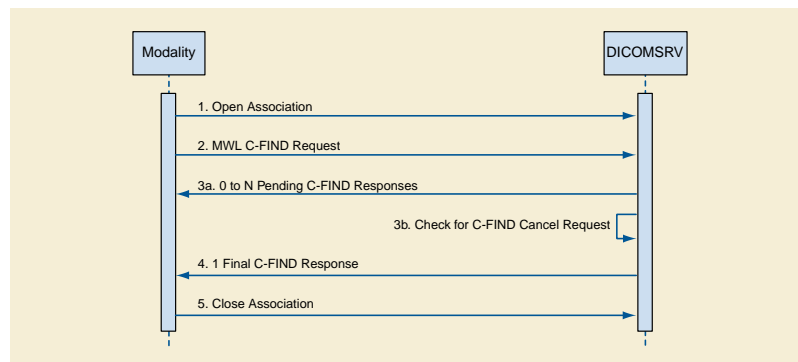 Modality
DICOMSRV
1. Open Association
2. MWL C-FIND Request
3a. 0 to N Pending C-FIND Responses
3b. Check for C-FIND Cancel Request
4. 1 Final C-FIND Response
5. Close Association